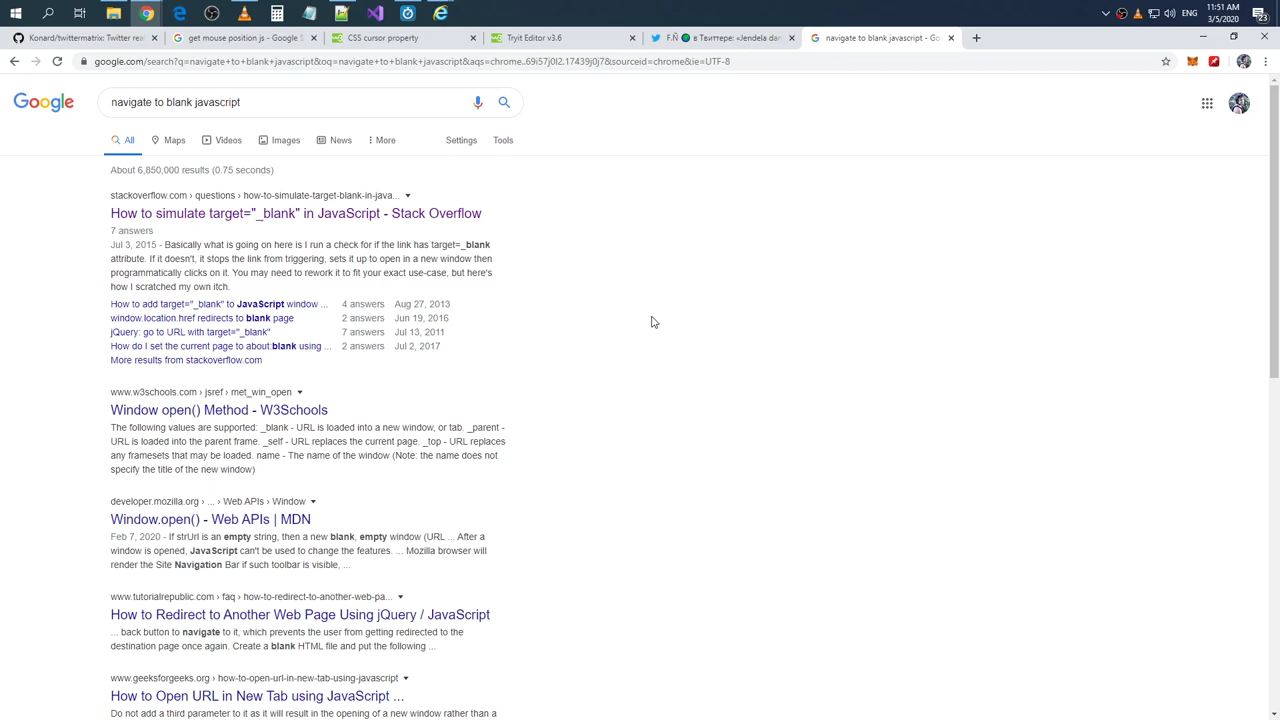 11:51 AM
ENG
3/5/2020
23
Konard/twittermatrix: Twitter rea
get mouse position js - Google S
CSS cursor property
Tryit Editor v3.6
F.Ñ в Твиттере: «Jendela dan
navigate to blank javascript - Go
google.com/search?q=navigate+to+blank+javascript&oq=navigate+to+blank+javascript&aqs=chrome..69i57j0l2.17439j0j7&sourceid=chrome&ie=UTF-8
Google
navigate to blank javascript
All Maps Videos Images News More Settings Tools
About 6,850,000 results (0.75 seconds)
stackoverflow.com › questions › how-to-simulate-target-blank-in-java...
How to simulate target="_blank" in JavaScript - Stack Overflow
7 answers
Jul 3, 2015 - Basically what is going on here is I run a check for if the link has target=_blank
attribute. If it doesn't, it stops the link from triggering, sets it up to open in a new window then
programmatically clicks on it. You may need to rework it to fit your exact use-case, but here's
how I scratched my own itch.
How to add target="_blank" to JavaScript window ... 4 answers Aug 27, 2013
window.location.href redirects to blank page 2 answers Jun 19, 2016
jQuery: go to URL with target="_blank" 7 answers Jul 13, 2011
How do I set the current page to about:blank using ... 2 answers Jul 2, 2017
More results from stackoverflow.com
www.w3schools.com › jsref › met_win_open
Window open() Method - W3Schools
The following values are supported: _blank - URL is loaded into a new window, or tab. _parent -
URL is loaded into the parent frame. _self - URL replaces the current page. _top - URL replaces
any framesets that may be loaded. name - The name of the window (Note: the name does not
specify the title of the new window)
developer.mozilla.org › ... › Web APIs › Window
Window.open() - Web APIs | MDN
Feb 7, 2020 - If strUrl is an empty string, then a new blank, empty window (URL ... After a
window is opened, JavaScript can't be used to change the features. ... Mozilla browser will
render the Site Navigation Bar if such toolbar is visible, ...
www.tutorialrepublic.com › faq › how-to-redirect-to-another-web-pa...
How to Redirect to Another Web Page Using jQuery / JavaScript
... back button to navigate to it, which prevents the user from getting redirected to the
destination page once again. Create a blank HTML file and put the following ...
www.geeksforgeeks.org › how-to-open-url-in-new-tab-using-javascript
How to Open URL in New Tab using JavaScript ...
Do not add a third parameter to it as it will result in the opening of a new window rather than a